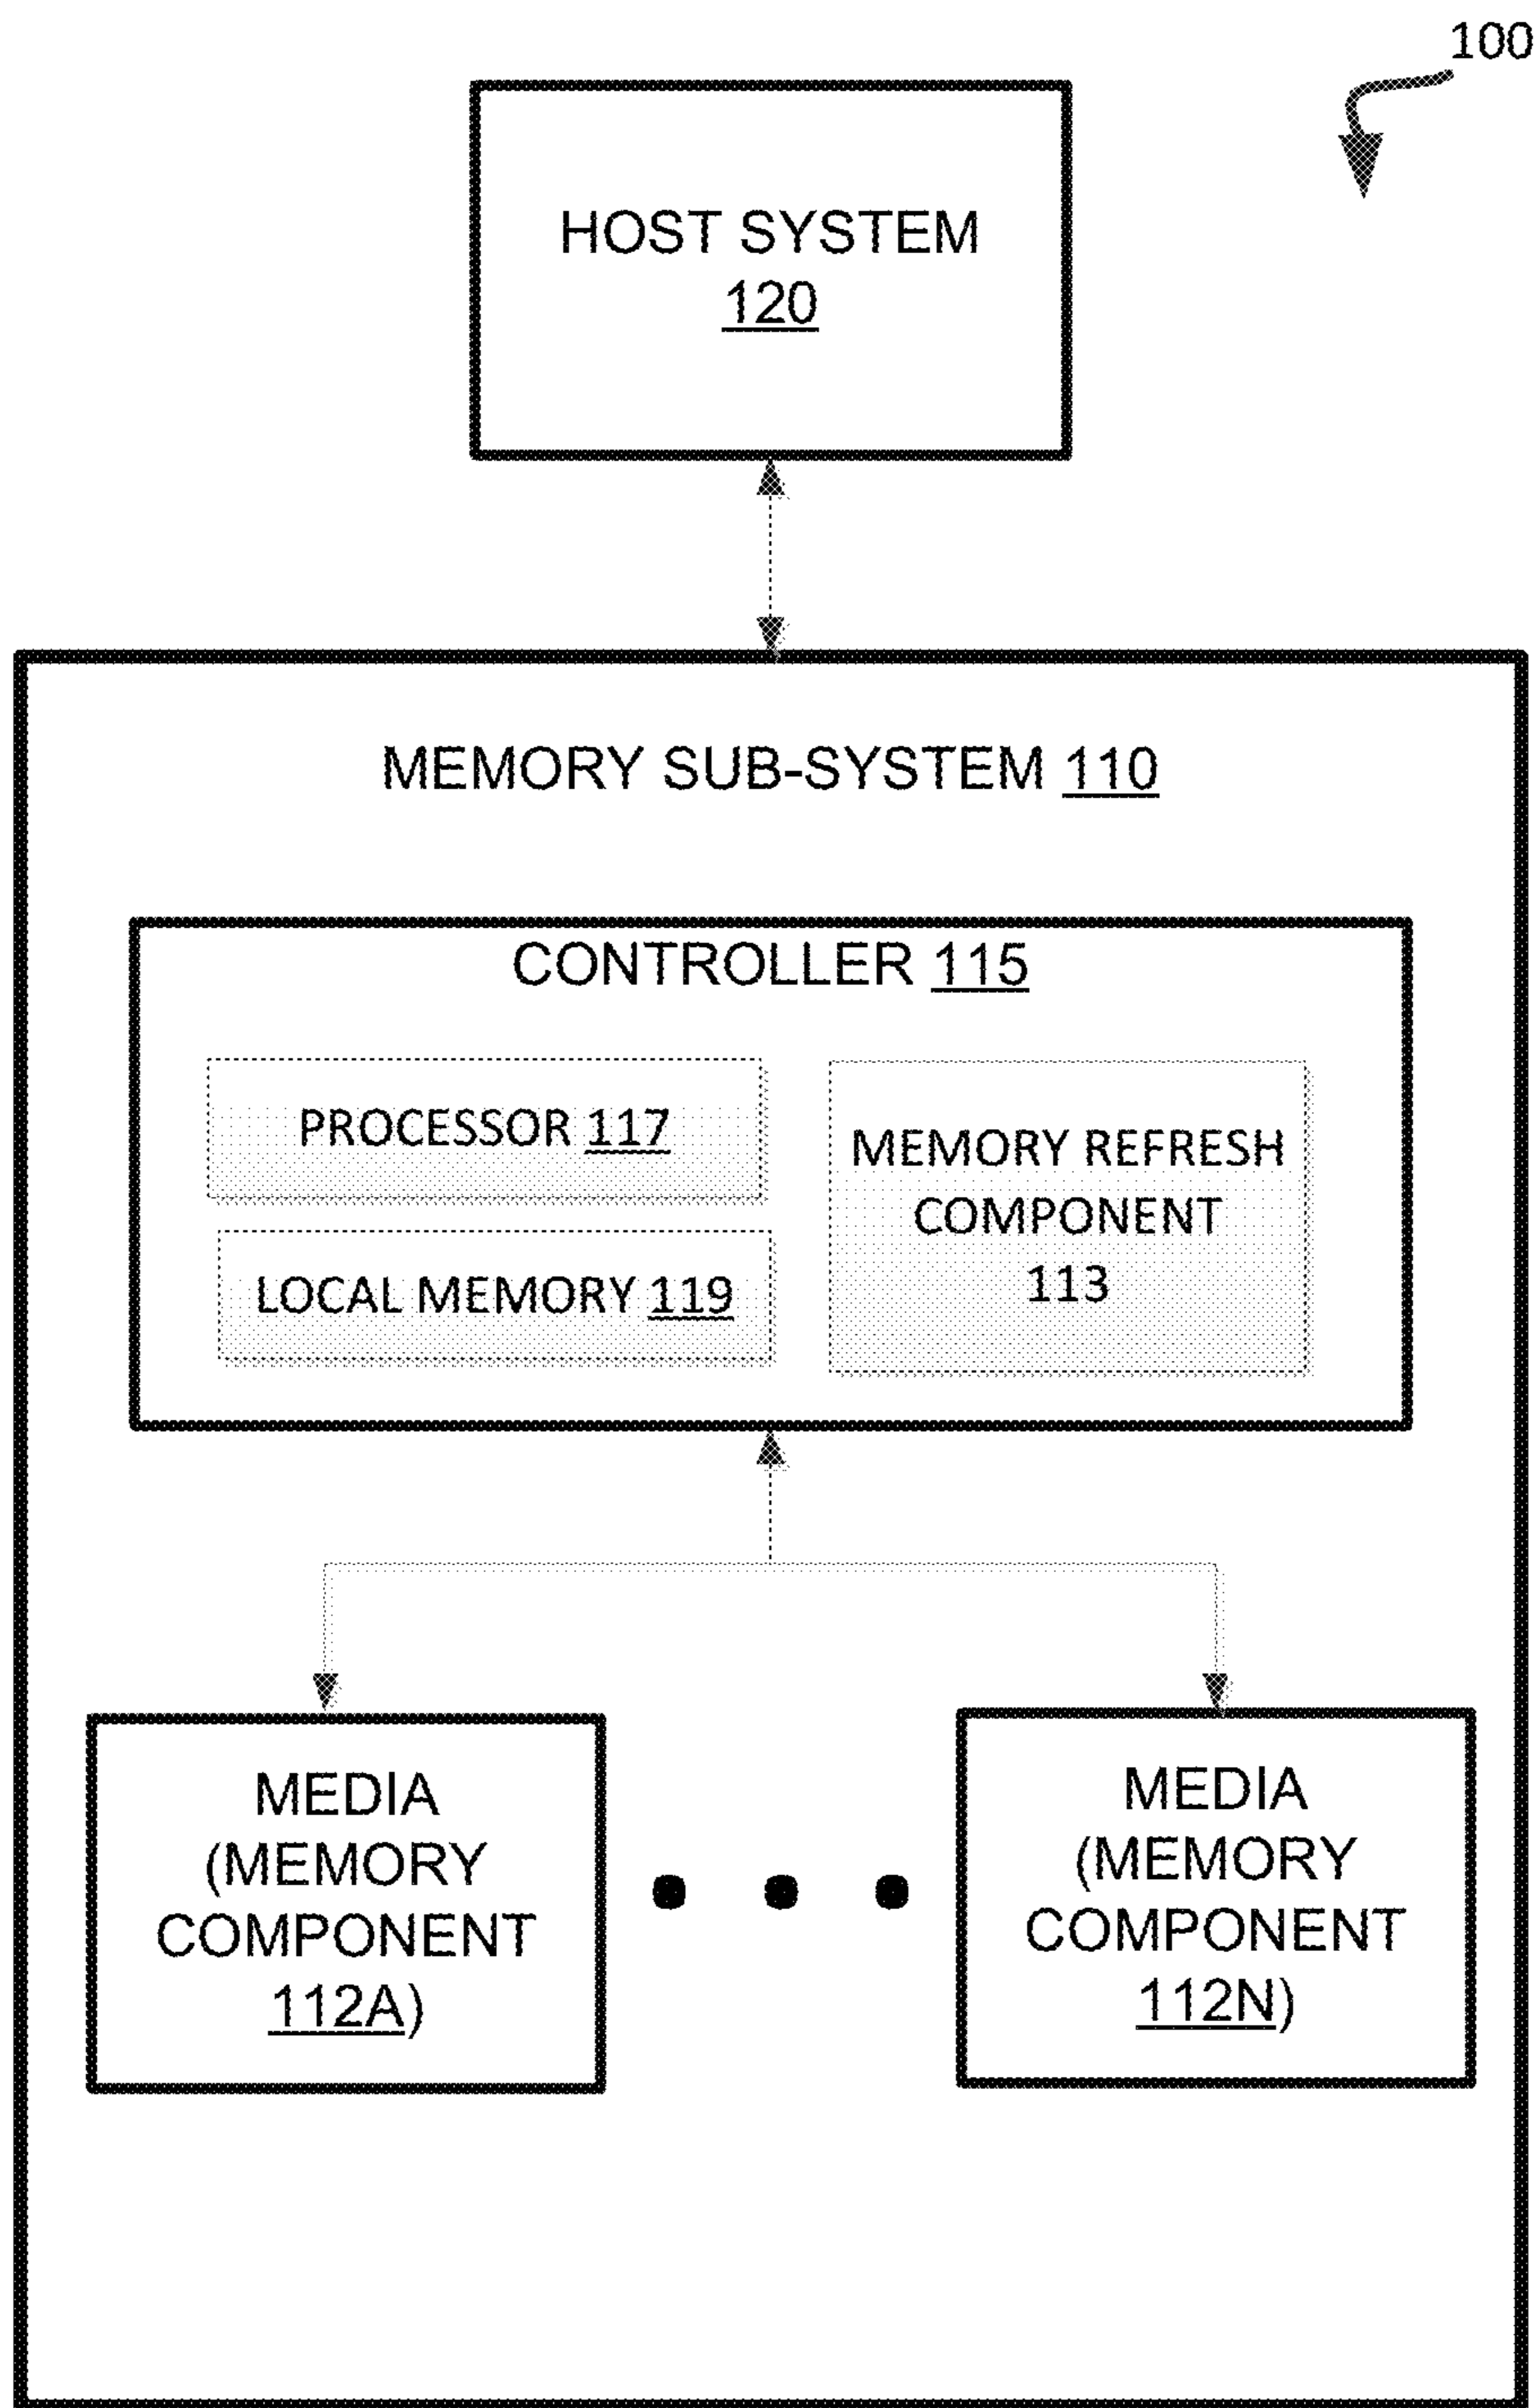 100
HOST SYSTEM
120
MEMORY SUB-SYSTEM 110
CONTROLLER 115
PROCESSOR 117
LOCAL MEMORY 119
MEMORY REFRESH
COMPONENT
113
MEDIA
(MEMORY
COMPONENT
112A)
MEDIA
(MEMORY
COMPONENT
112N)